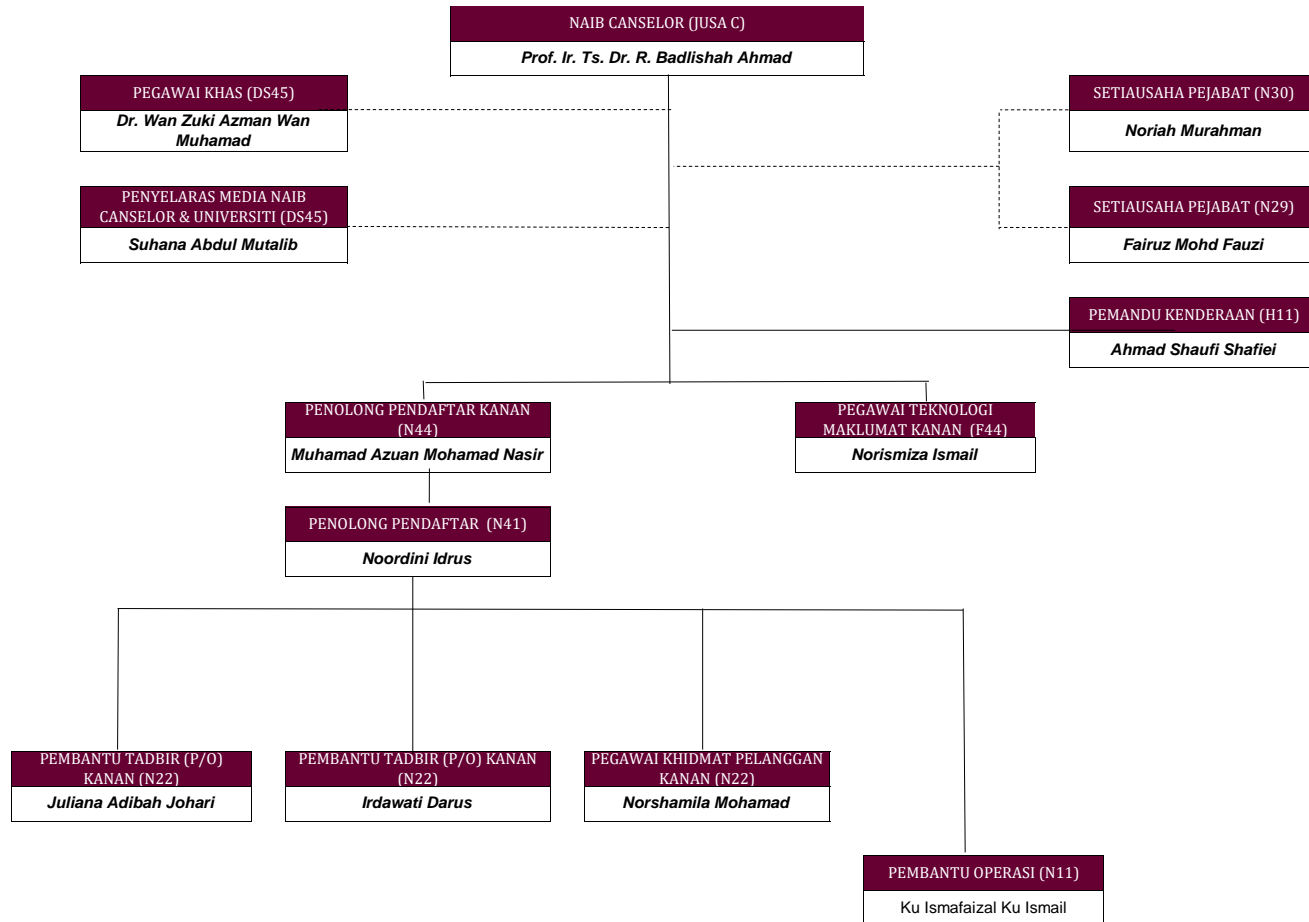 NAIB CANSELOR (JUSA C)
Prof. Ir. Ts. Dr. R. Badlishah Ahmad
PEGAWAI KHAS (DS45)
Dr. Wan Zuki Azman Wan
Muhamad
SETIAUSAHA PEJABAT (N30)
Noriah Murahman
PENYELARAS MEDIA NAIB
CANSELOR & UNIVERSITI (DS45)
Suhana Abdul Mutalib
SETIAUSAHA PEJABAT (N29)
Fairuz Mohd Fauzi
PEMANDU KENDERAAN (H11)
Ahmad Shaufi Shafiei
PENOLONG PENDAFTAR KANAN
(N44)
Muhamad Azuan Mohamad Nasir
PEGAWAI TEKNOLOGI
MAKLUMAT KANAN (F44)
Norismiza Ismail
PENOLONG PENDAFTAR (N41)
Noordini Idrus
PEMBANTU TADBIR (P/O)
KANAN (N22)
Juliana Adibah Johari
PEMBANTU TADBIR (P/O) KANAN
(N22)
Irdawati Darus
PEGAWAI KHIDMAT PELANGGAN
KANAN (N22)
Norshamila Mohamad
PEMBANTU OPERASI (N11)
Ku Ismafaizal Ku Ismail